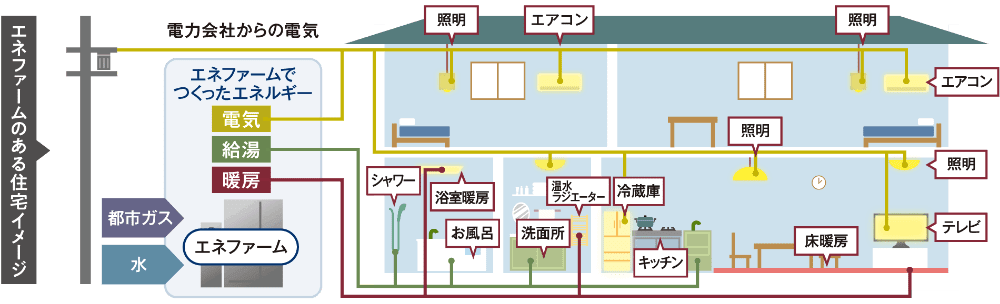 エネファームのある住宅イメージ
電力会社からの電気
エネファームで
つくったエネルギー
電気
給湯
暖房
都市ガス
水
エネファーム
照明
エアコン
照明
エアコン
照明
照明
シャワー
浴室暖房
温水
ラジエーター
冷蔵庫
お風呂
洗面所
キッチン
床暖房
テレビ